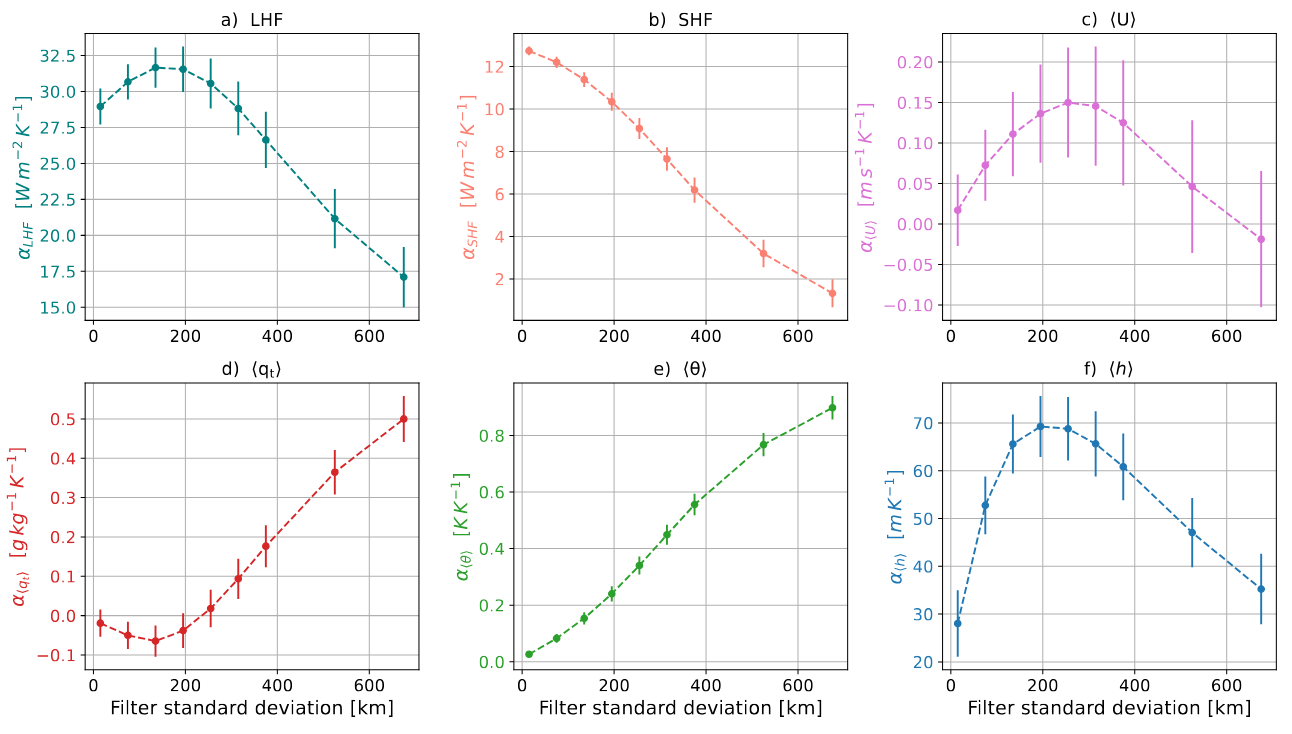 a)  LHF
α_{LHF}  [W m^{−2} K^{−1}]
32.5
30.0
27.5
25.0
22.5
20.0
17.5
15.0
0 200 400 600
b)  SHF
α_{SHF}  [W m^{−2} K^{−1}]
12
10
8
6
4
2
0 200 400 600
c)  ⟨U⟩
α_{⟨U⟩}  [m s^{−1} K^{−1}]
0.20
0.15
0.10
0.05
0.00
−0.05
−0.10
0 200 400 600
d)  ⟨q_t⟩
α_{⟨q_t⟩}  [g kg^{−1} K^{−1}]
0.5
0.4
0.3
0.2
0.1
0.0
−0.1
0 200 400 600
Filter standard deviation [km]
e)  ⟨θ⟩
α_{⟨θ⟩}  [K K^{−1}]
0.8
0.6
0.4
0.2
0.0
0 200 400 600
Filter standard deviation [km]
f)  ⟨h⟩
α_{⟨h⟩}  [m K^{−1}]
70
60
50
40
30
20
0 200 400 600
Filter standard deviation [km]